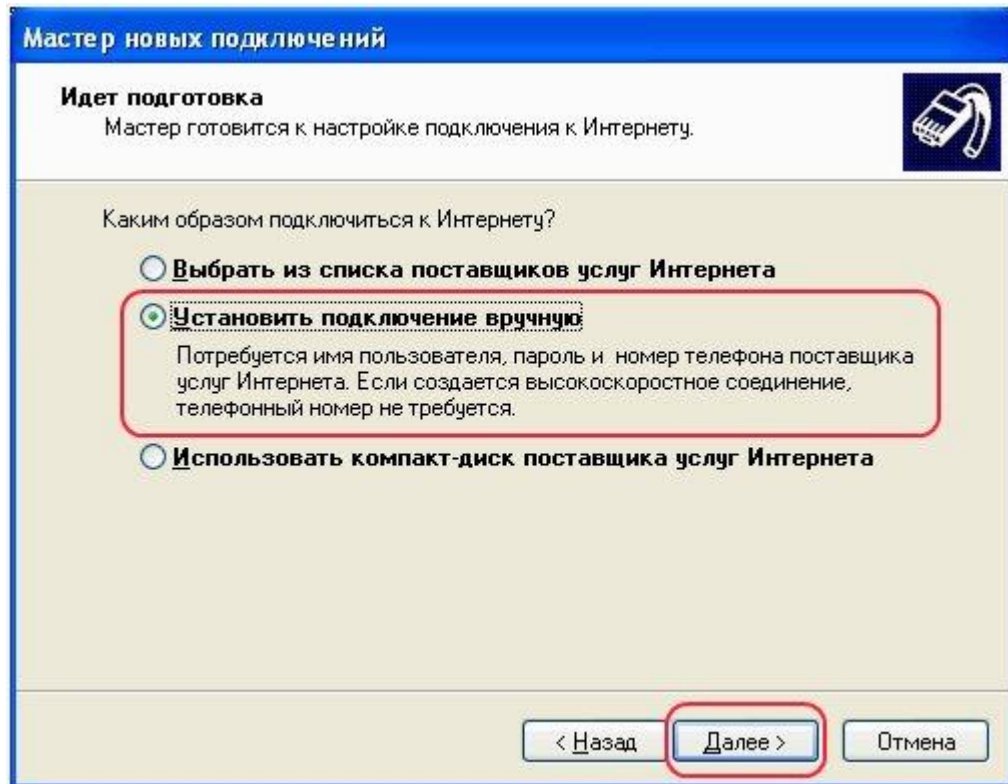 Мастер новых подключений
Идет подготовка
Мастер готовится к настройке подключения к Интернету.
Каким образом подключиться к Интернету?
Выбрать из списка поставщиков услуг Интернета
Установить подключение вручную
Потребуется имя пользователя, пароль и номер телефона поставщика
услуг Интернета. Если создается высокоскоростное соединение,
телефонный номер не требуется.
Использовать компакт-диск поставщика услуг Интернета
< Назад
Далее >
Отмена